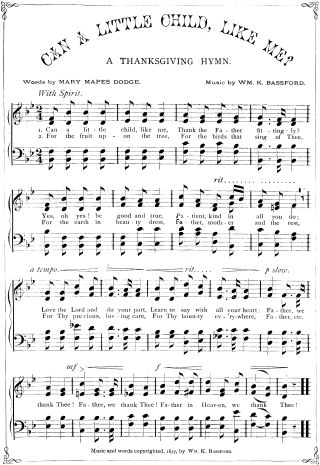 CAN A LITTLE CHILD, LIKE ME?
A THANKSGIVING HYMN.
Words by MARY MAPES DODGE.
Music by WM. K. BASSFORD.
With Spirit.
1. Can a lit - tle child, like me, Thank the Fa - ther fit - ting - ly?
2. For the fruit up - on the tree, For the birds that sing of Thee,
rit.
Yes, oh yes! be good and true, Pa - tient, kind in all you do;
For the earth in beau - ty dress, Fa - ther, moth - er and the rest,
a tempo.
rit.
p slow.
Love the Lord and do your part, Learn to say with all your heart: Fa - ther, we
For Thy pre - cious, lov - ing care, For Thy boun - ty ev - 'ry - where, Fa - ther, etc.
mf
f
thank Thee! Fa - ther, we thank Thee! Fa - ther in Heav - en, we thank Thee!
Music and words copyrighted, 1877, by WM. K. BASSFORD.